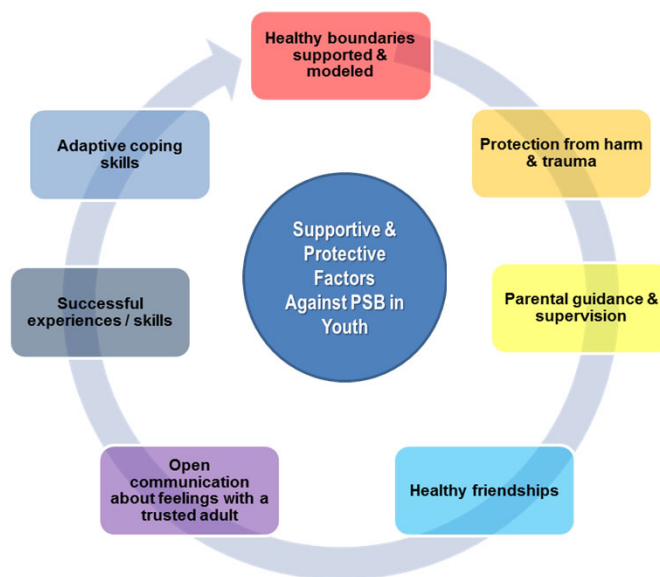 Healthy boundaries
supported &
modeled
Protection from harm
& trauma
Parental guidance &
supervision
Healthy friendships
Open
communication
about feelings with a
trusted adult
Successful
experiences / skills
Adaptive coping
skills
Supportive &
Protective
Factors
Against PSB in
Youth